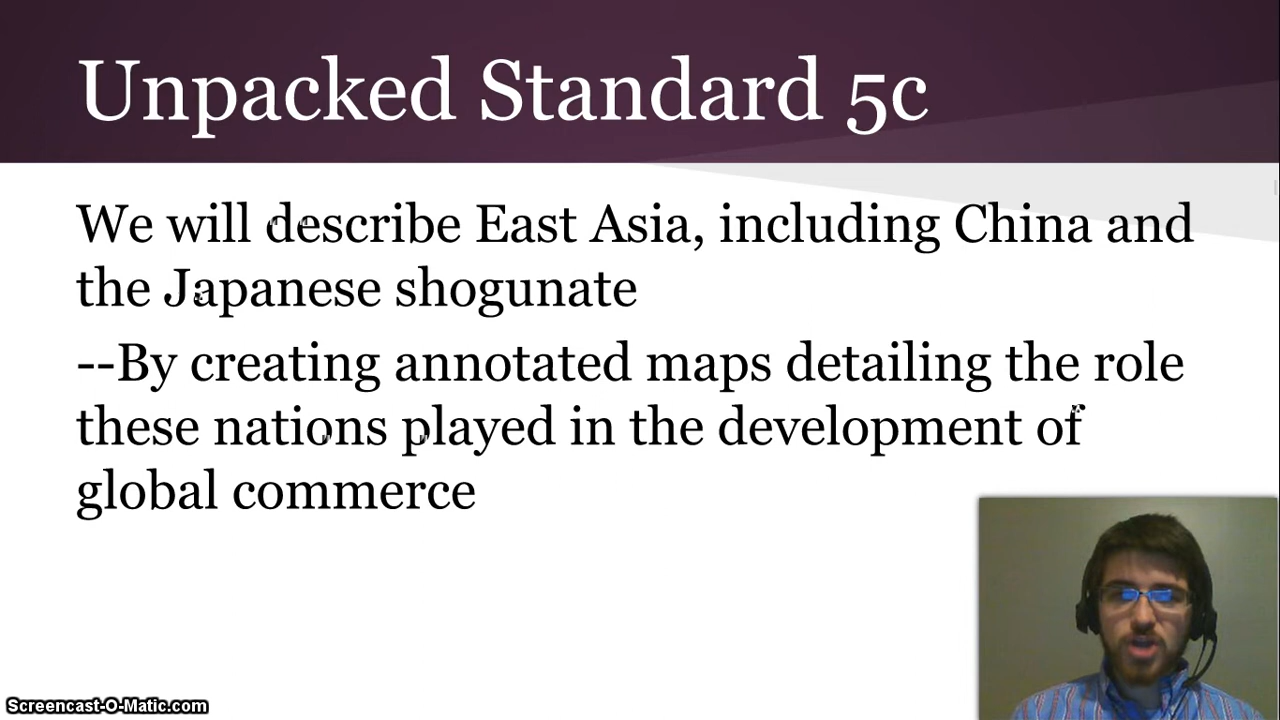 Unpacked Standard 5c
We will describe East Asia, including China and
the Japanese shogunate
--By creating annotated maps detailing the role
these nations played in the development of
global commerce
Screencast-O-Matic.com